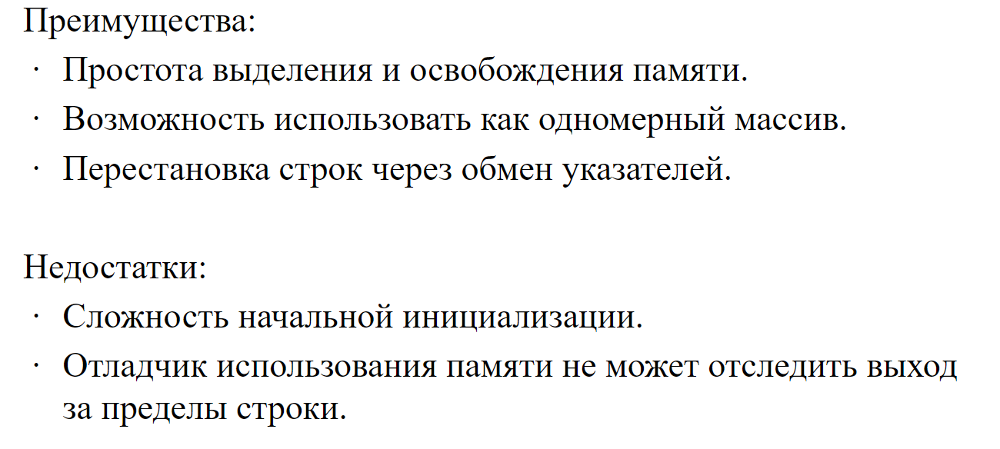 Преимущества:
· Простота выделения и освобождения памяти.
· Возможность использовать как одномерный массив.
· Перестановка строк через обмен указателей.
Недостатки:
· Сложность начальной инициализации.
· Отладчик использования памяти не может отследить выход
за пределы строки.